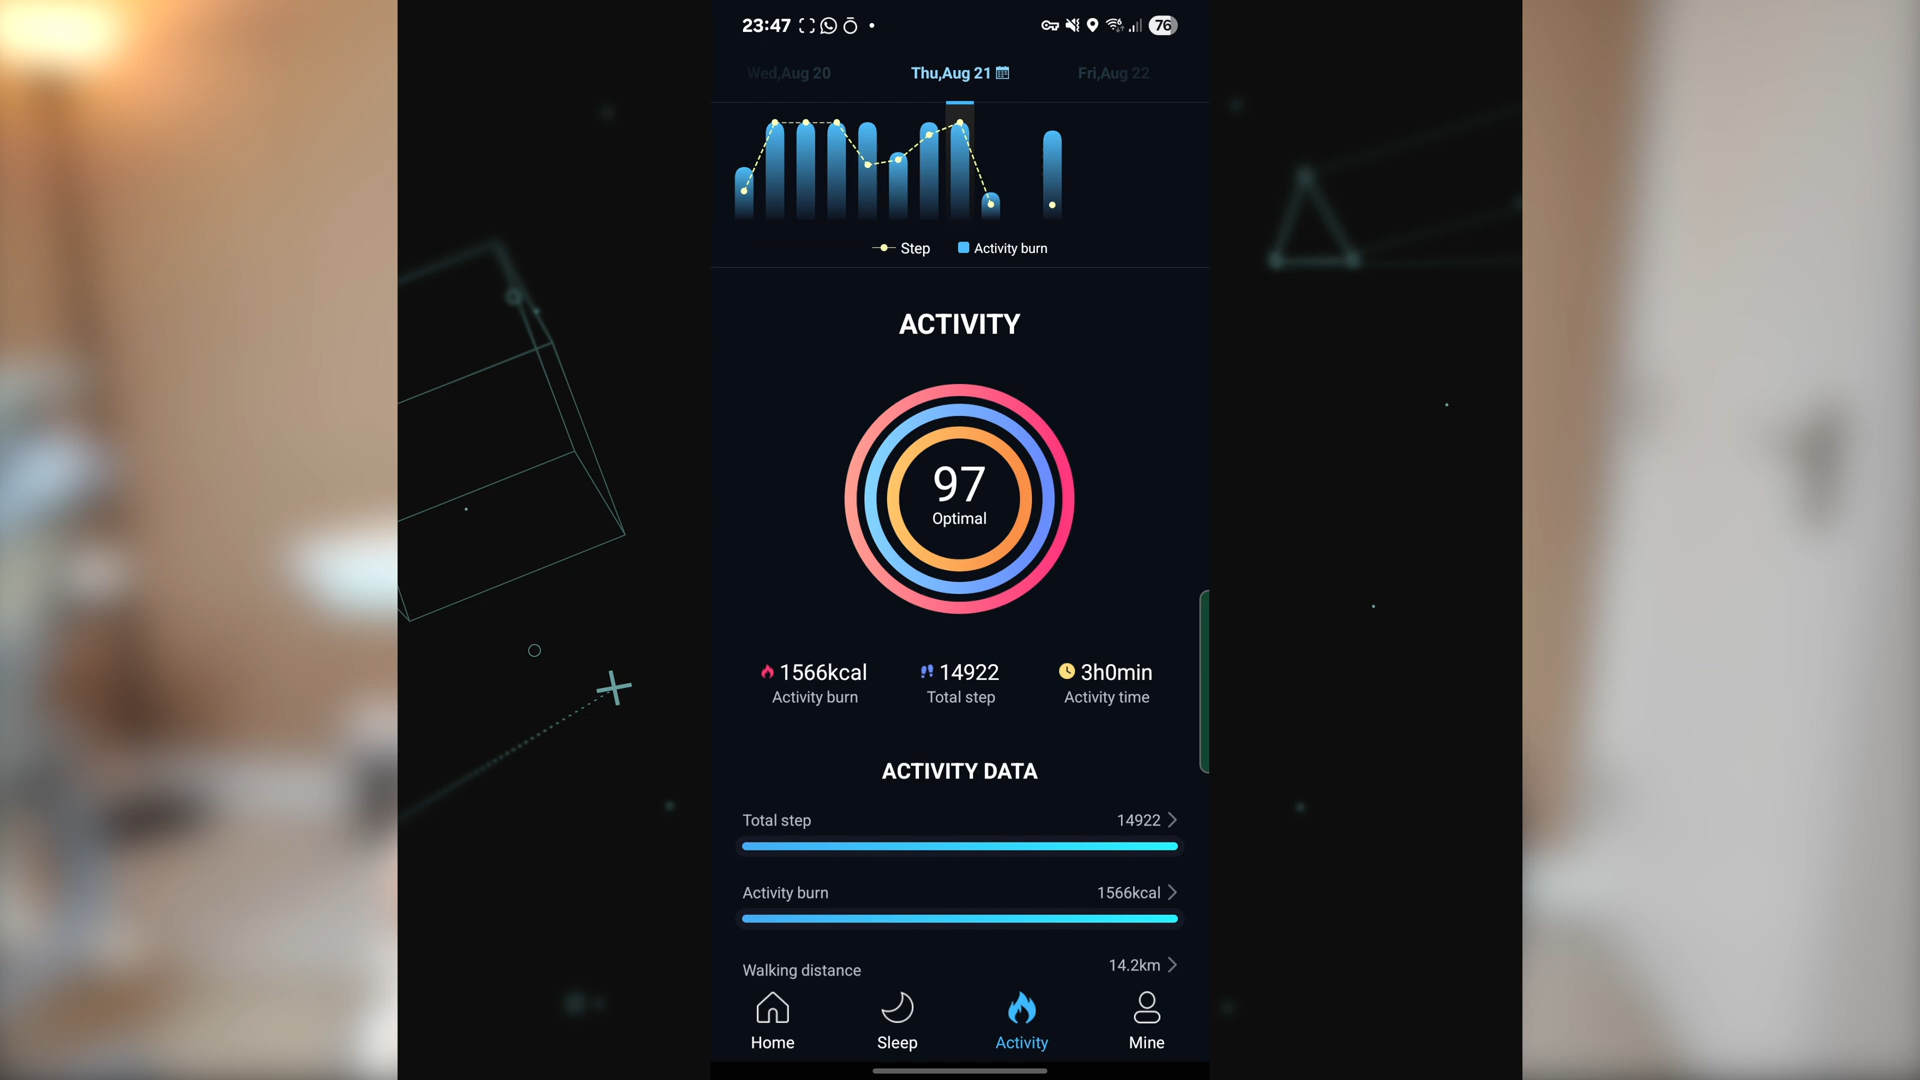 23:47
76
Wed,Aug 20
Thu,Aug 21
Fri,Aug 22
Step
Activity burn
ACTIVITY
97
Optimal
1566kcal
14922
3h0min
Activity burn
Total step
Activity time
ACTIVITY DATA
Total step
14922
Activity burn
1566kcal
Walking distance
14.2km
Home
Sleep
Activity
Mine